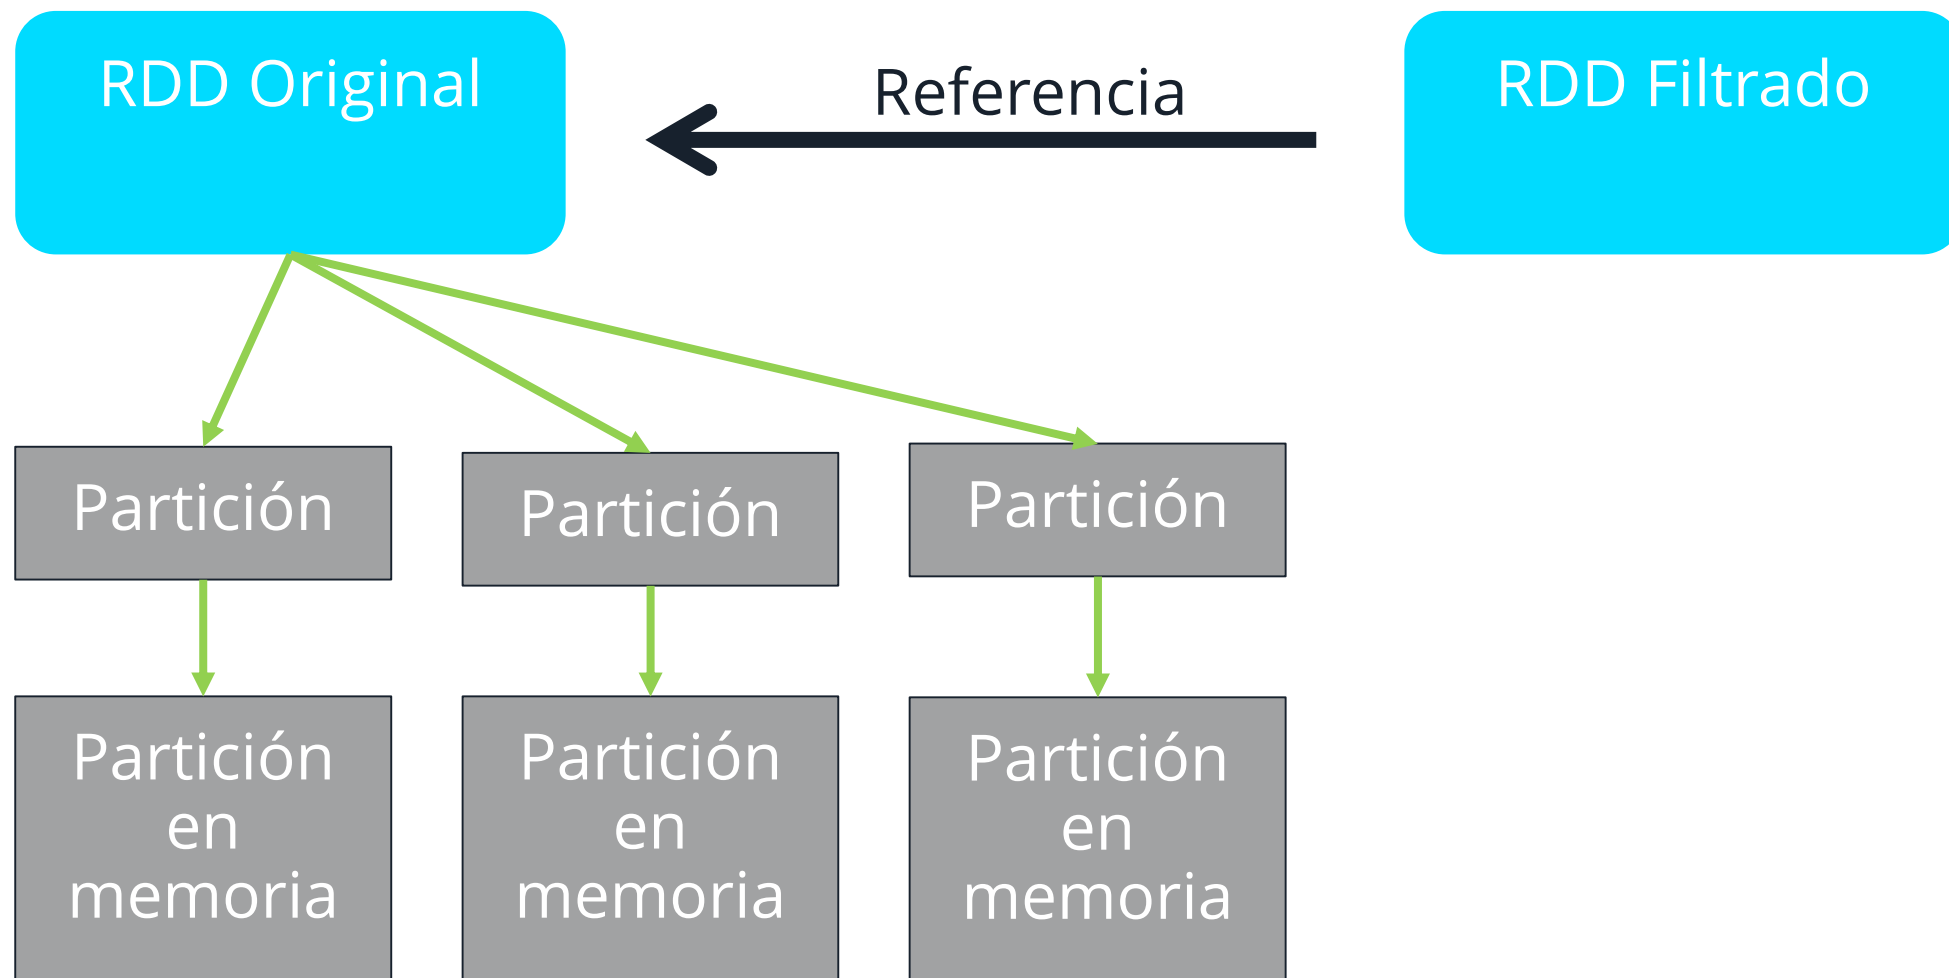 RDD Original
Referencia
RDD Filtrado
Partición
Partición
Partición
Partición
en
memoria
Partición
en
memoria
Partición
en
memoria